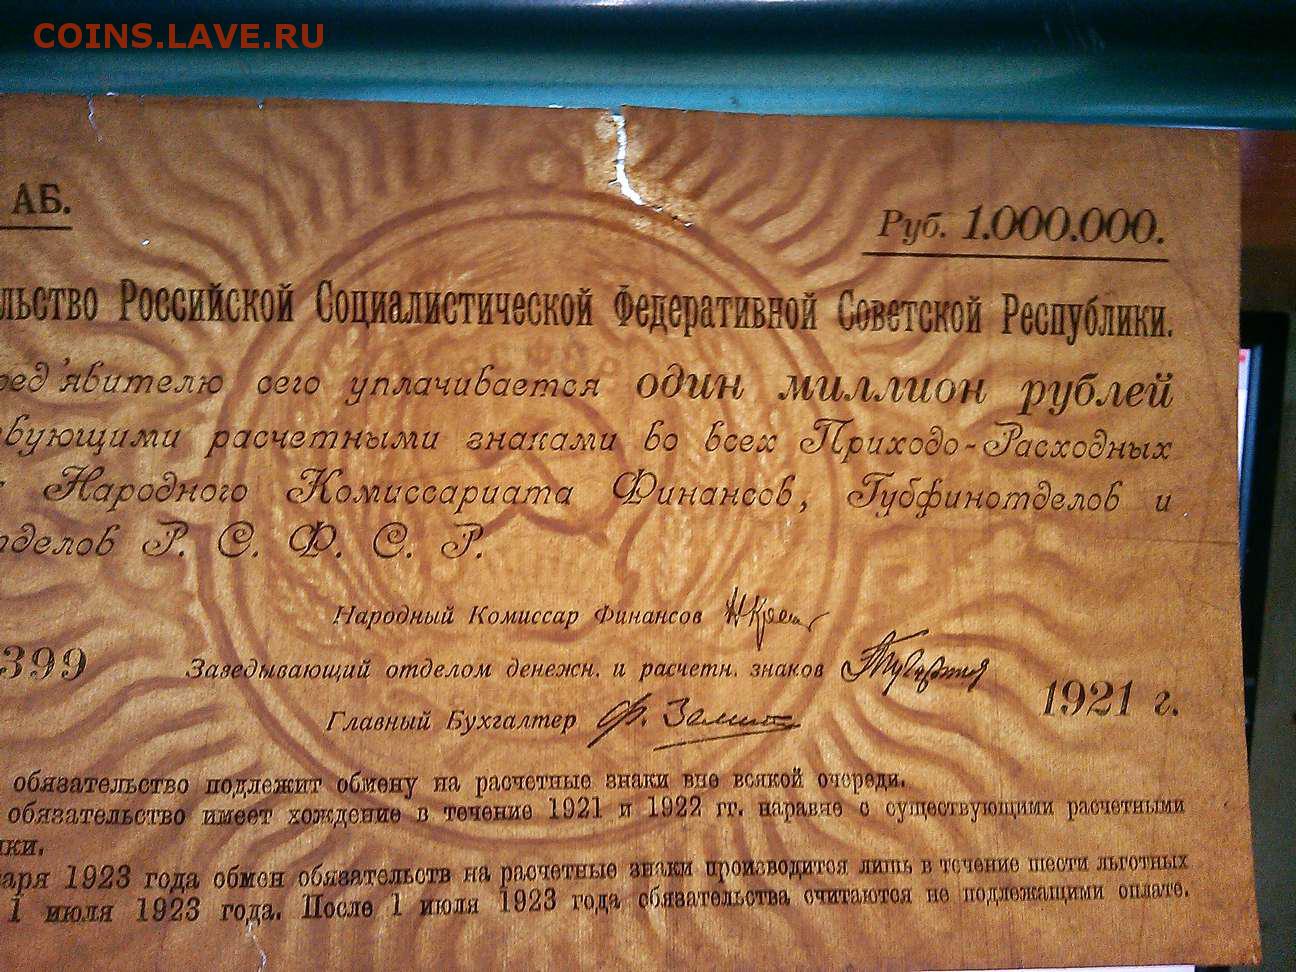 COINS.LAVE.RU
АБ.
Руб. 1.000.000.
льство Российской Социалистической Федеративной Советской Республики.
ред'явителю сего уплачивается один миллион рублей
вующими расчетными знаками во всех Приходо-Расходных
Народного Комиссариата Финансов, Губфинотделов и
тделов Р. С. Ф. С. Р.
Народный Комиссар Финансов
399
Заведывающий отделом денежн. и расчетн. знаков
1921 г.
Главный Бухгалтер
обязательство подлежит обмену на расчетные знаки вне всякой очереди.
обязательство имеет хождение в течение 1921 и 1922 гг. наравне с существующими расчетными
ки.
варя 1923 года обмен обязательств на расчетные знаки производится лишь в течение шести льготных
1 июля 1923 года. После 1 июля 1923 года обязательства считаются не подлежащими оплате.